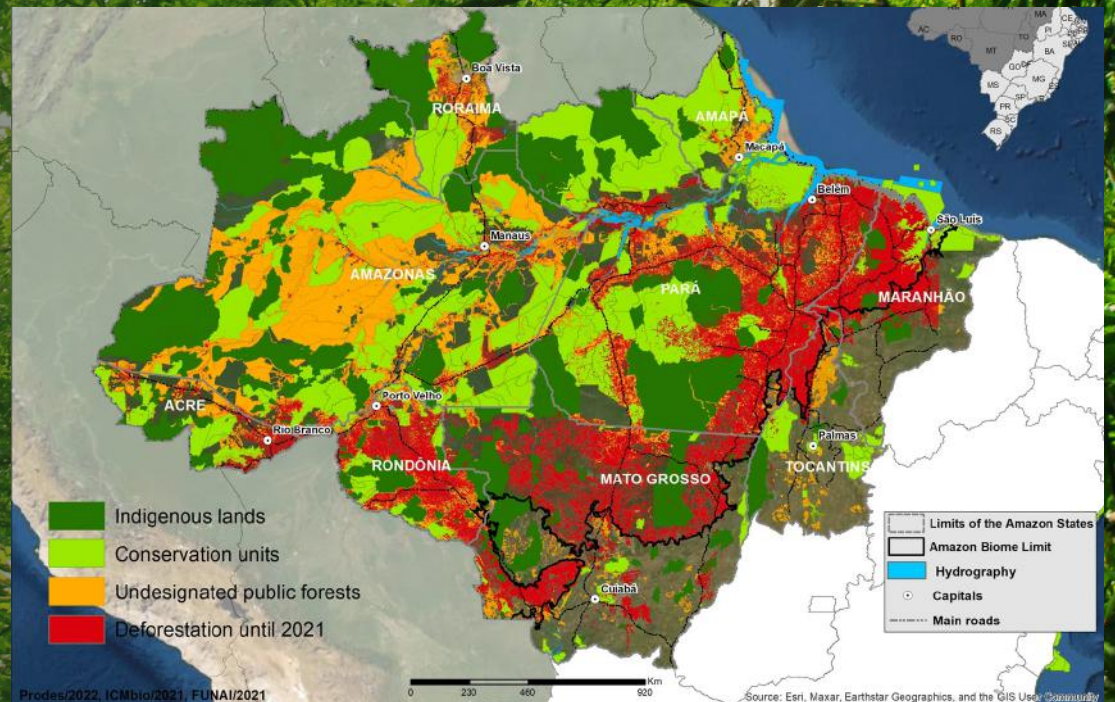 AC
RO
MT
MA
TO
PI
CE
BA
GO
DF
MS
MG
SP
PR
SC
RS
Boa Vista
RORAIMA
AMAPÁ
Macapá
Belém
São Luis
Manaus
AMAZONAS
PARÁ
MARANHÃO
ACRE
Porto Velho
Rio Branco
RONDÔNIA
MATO GROSSO
Palmas
TOCANTINS
Cuiabá
Indigenous lands
Conservation units
Undesignated public forests
Deforestation until 2021
Limits of the Amazon States
Amazon Biome Limit
Hydrography
Capitals
Main roads
Km
0 230 460 920
Prodes/2022, ICMbio/2021, FUNAI/2021
Source: Esri, Maxar, Earthstar Geographics, and the GIS User Community